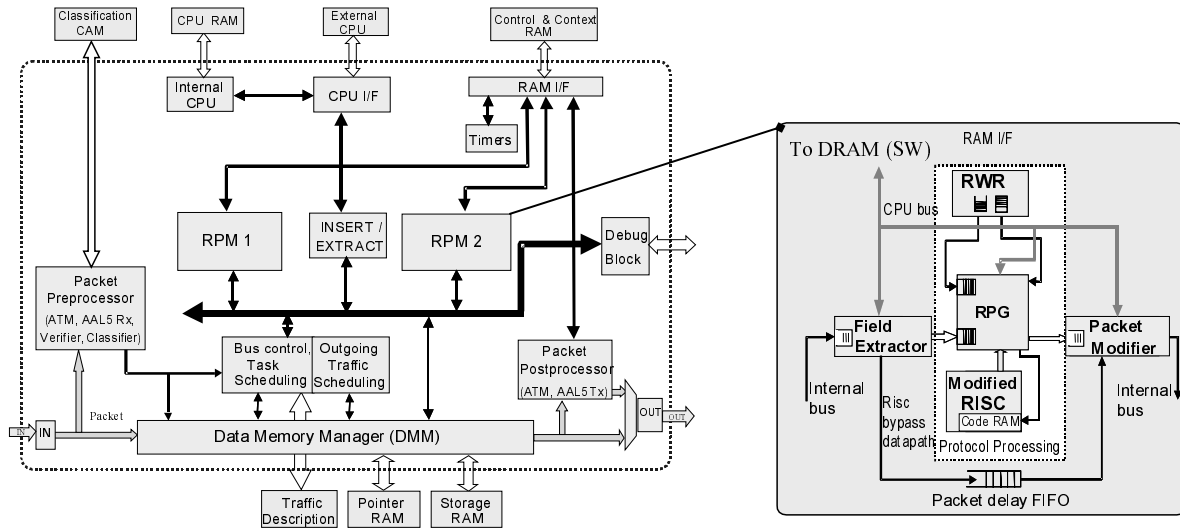 Classification
CAM
CPU RAM
External
CPU
Control & Context
RAM
Internal
CPU
CPU I/F
RAM I/F
Timers
RPM 1
INSERT /
EXTRACT
RPM 2
Debug
Block
Packet
Preprocessor
(ATM, AAL5 Rx,
Verifier, Classifier)
Bus control,
Task
Scheduling
Outgoing
Traffic
Scheduling
Packet
Postprocessor
(ATM, AAL5Tx)
Packet
IN
IN
Data Memory Manager (DMM)
OUT
OUT
Traffic
Description
Pointer
RAM
Storage
RAM
RAM I/F
To DRAM (SW)
RWR
CPU bus
RPG
Field
Extractor
Packet
Modifier
Internal
bus
Modified
RISC
Code RAM
Internal
bus
Risc
bypass
datapath
Protocol Processing
Packet delay FIFO